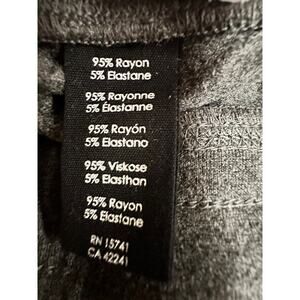 95% Rayon
5% Elastane
95% Rayonne
5% Élastanne
95% Rayón
5% Elastano
95% Viskose
5% Elasthan
95% Rayon
5% Elastane
RN 15741
CA 42241